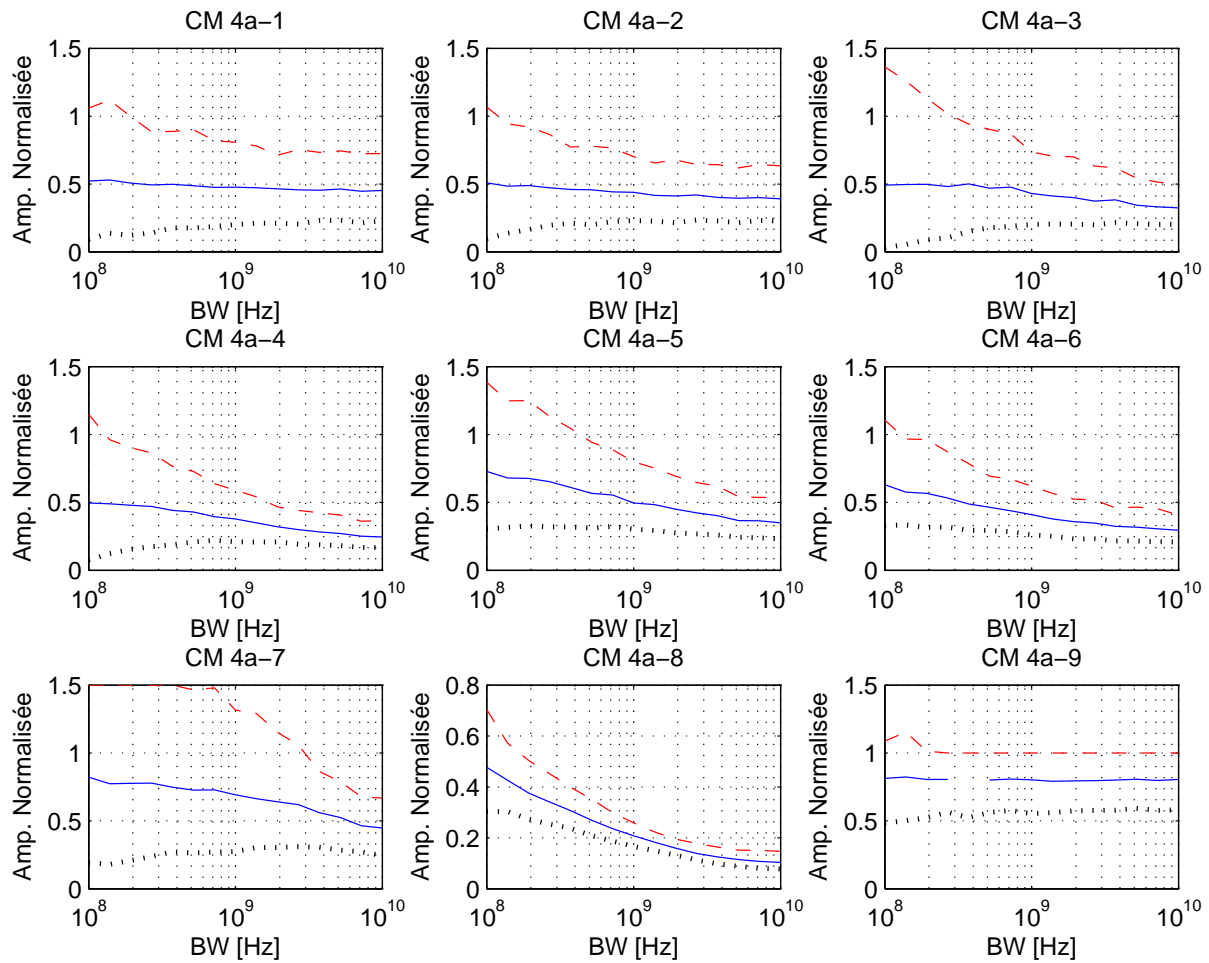 CM 4a−1
Amp. Normalisée
1.5
1
0.5
0
10^8
10^9
10^10
BW [Hz]
CM 4a−2
Amp. Normalisée
1.5
1
0.5
0
10^8
10^9
10^10
BW [Hz]
CM 4a−3
Amp. Normalisée
1.5
1
0.5
0
10^8
10^9
10^10
BW [Hz]
CM 4a−4
Amp. Normalisée
1.5
1
0.5
0
10^8
10^9
10^10
BW [Hz]
CM 4a−5
Amp. Normalisée
1.5
1
0.5
0
10^8
10^9
10^10
BW [Hz]
CM 4a−6
Amp. Normalisée
1.5
1
0.5
0
10^8
10^9
10^10
BW [Hz]
CM 4a−7
Amp. Normalisée
1.5
1
0.5
0
10^8
10^9
10^10
BW [Hz]
CM 4a−8
Amp. Normalisée
0.8
0.6
0.4
0.2
0
10^8
10^9
10^10
BW [Hz]
CM 4a−9
Amp. Normalisée
1.5
1
0.5
0
10^8
10^9
10^10
BW [Hz]